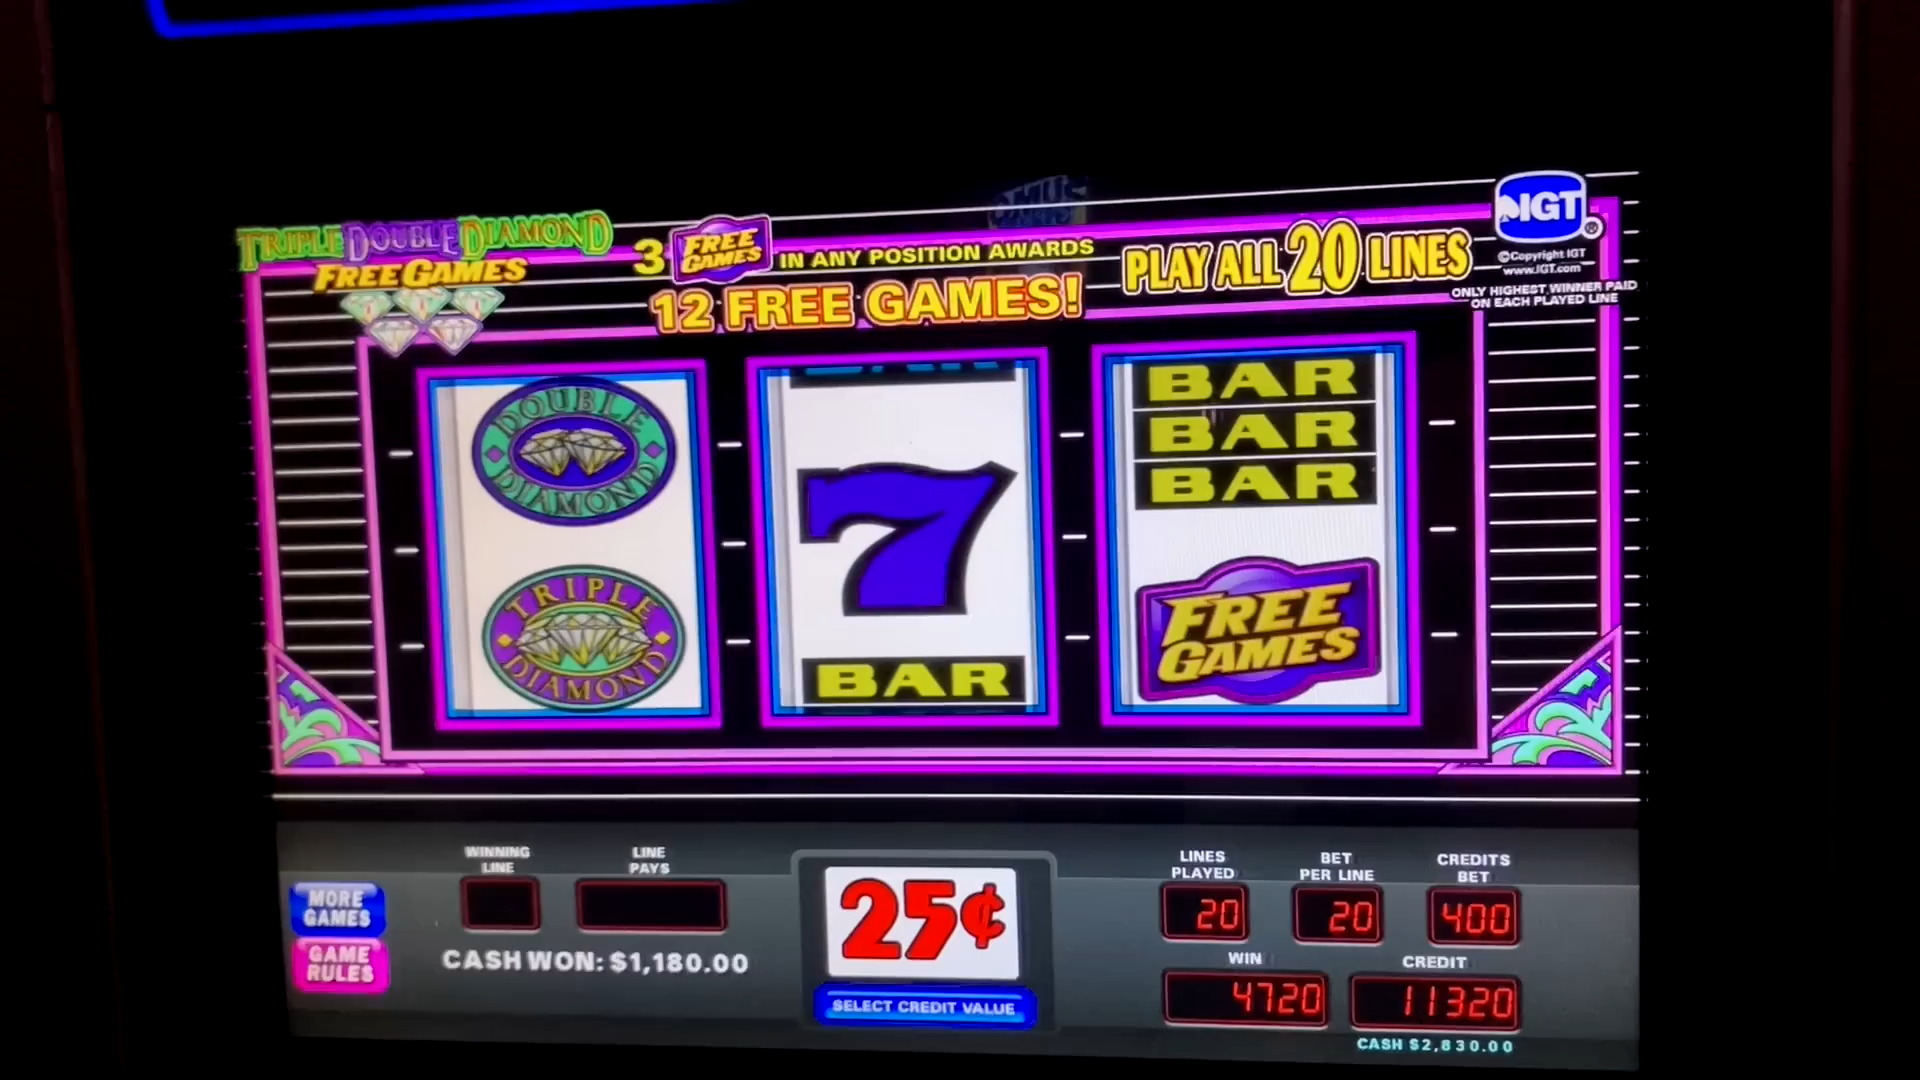 TRIPLE DOUBLE DIAMOND
FREE GAMES
3 FREE GAMES IN ANY POSITION AWARDS
12 FREE GAMES!
PLAY ALL 20 LINES
IGT
®
©Copyright IGT
www.IGT.com
ONLY HIGHEST WINNER PAID
ON EACH PLAYED LINE
DOUBLE
DIAMOND
TRIPLE
DIAMOND
7
BAR
BAR
BAR
BAR
FREE
GAMES
MORE
GAMES
GAME
RULES
WINNING
LINE
LINE
PAYS
CASH WON: $1,180.00
25¢
SELECT CREDIT VALUE
LINES
PLAYED
20
BET
PER LINE
20
CREDITS
BET
400
WIN
4720
CREDIT
11320
CASH $2,830.00